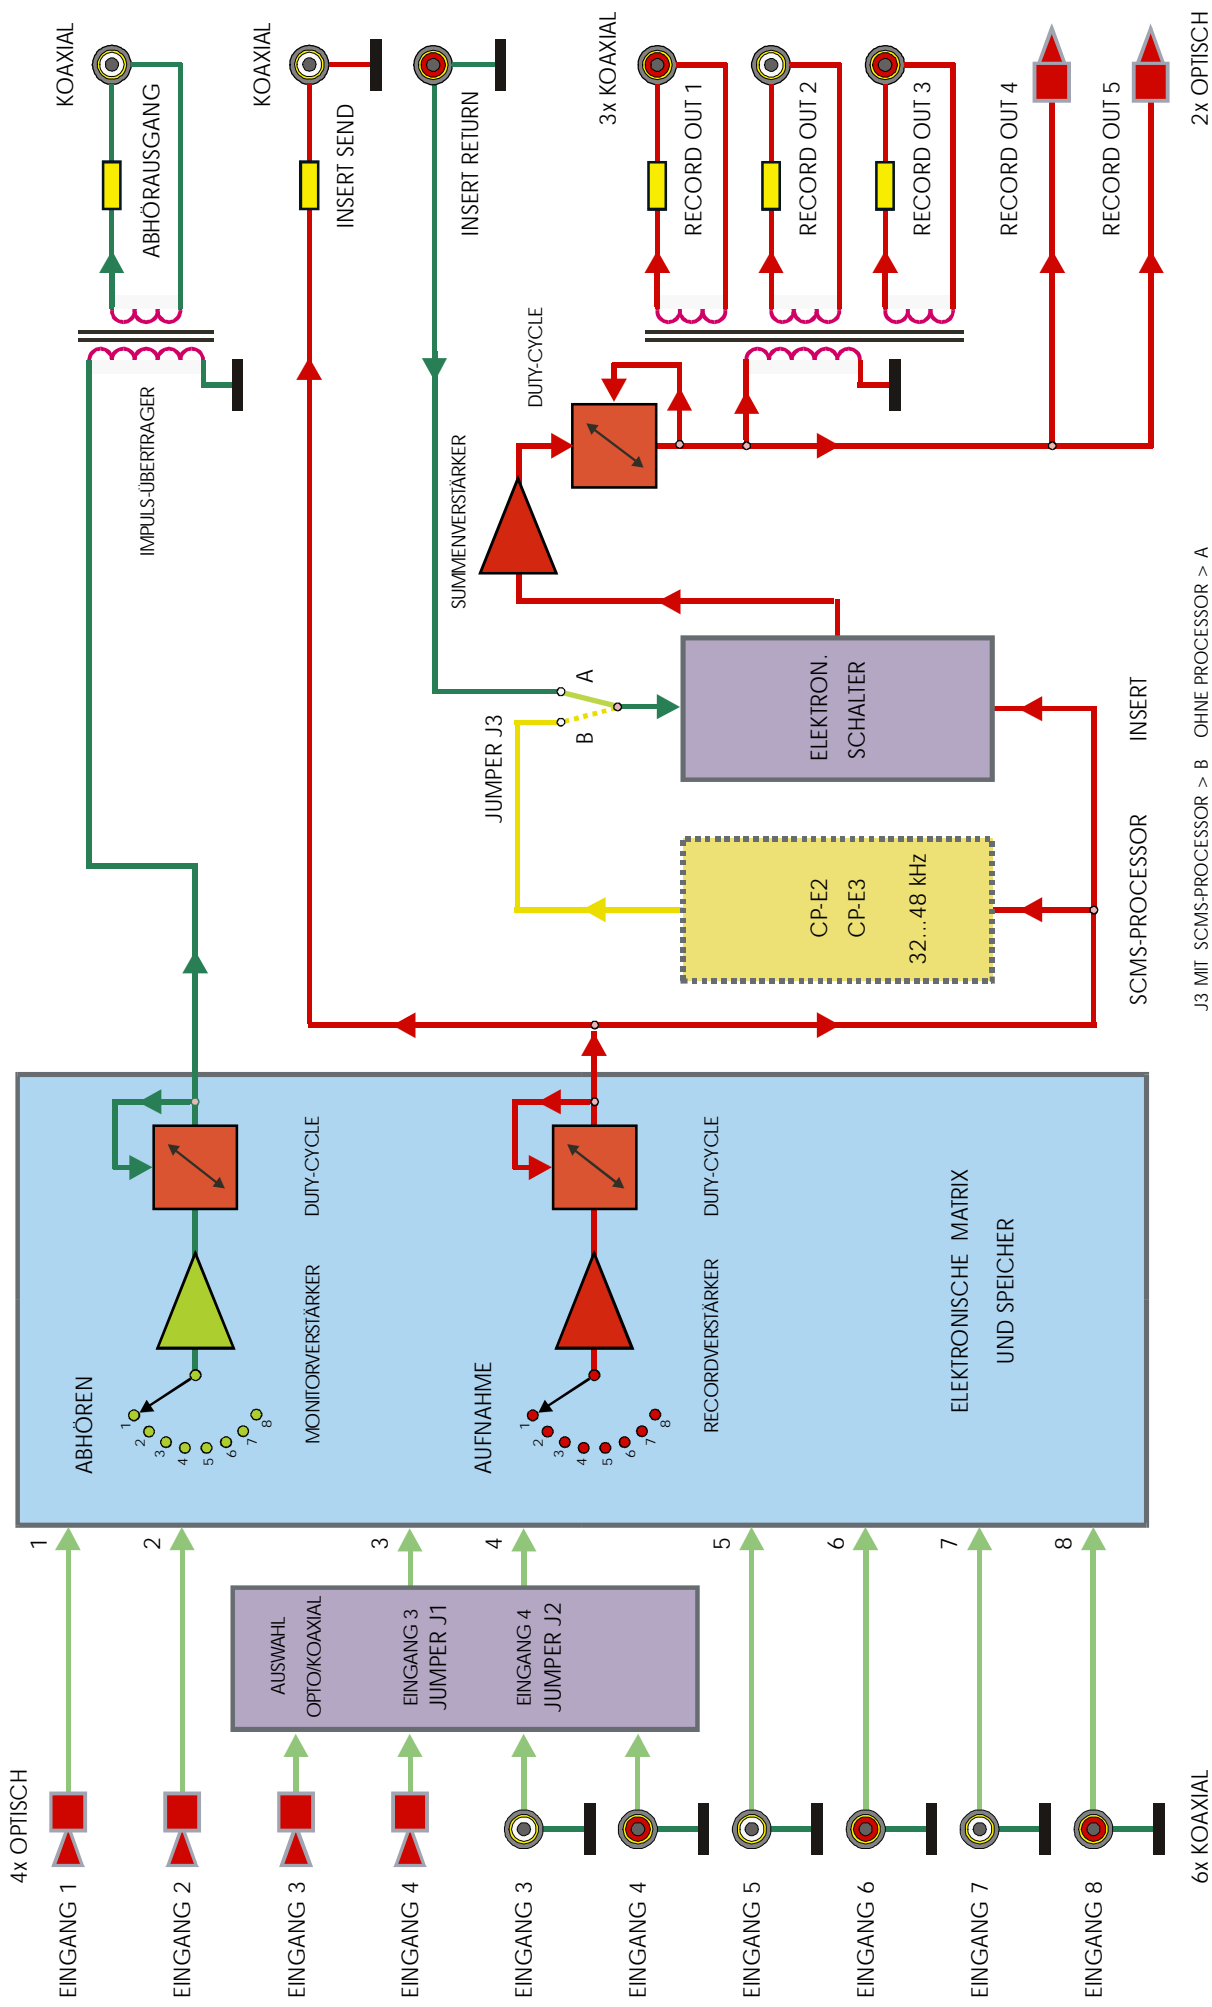 4x OPTISCH
EINGANG 1
EINGANG 2
EINGANG 3
EINGANG 4
EINGANG 3
EINGANG 4
EINGANG 5
EINGANG 6
EINGANG 7
EINGANG 8
6x KOAXIAL
AUSWAHL
OPTO/KOAXIAL
EINGANG 3
JUMPER J1
EINGANG 4
JUMPER J2
1
2
3
4
5
6
7
8
ABHÖREN
1
2
3
4
5
6
7
8
MONITORVERSTÄRKER
DUTY-CYCLE
AUFNAHME
1
2
3
4
5
6
7
8
RECORDVERSTÄRKER
DUTY-CYCLE
ELEKTRONISCHE MATRIX
UND SPEICHER
CP-E2
CP-E3
32...48 kHz
SCMS-PROCESSOR
JUMPER J3
B
A
ELEKTRON.
SCHALTER
INSERT
J3 MIT SCMS-PROCESSOR > B OHNE PROCESSOR > A
SUMMENVERSTÄRKER
DUTY-CYCLE
IMPULS-ÜBERTRAGER
KOAXIAL
ABHÖRAUSGANG
KOAXIAL
INSERT SEND
INSERT RETURN
3x KOAXIAL
RECORD OUT 1
RECORD OUT 2
RECORD OUT 3
RECORD OUT 4
RECORD OUT 5
2x OPTISCH